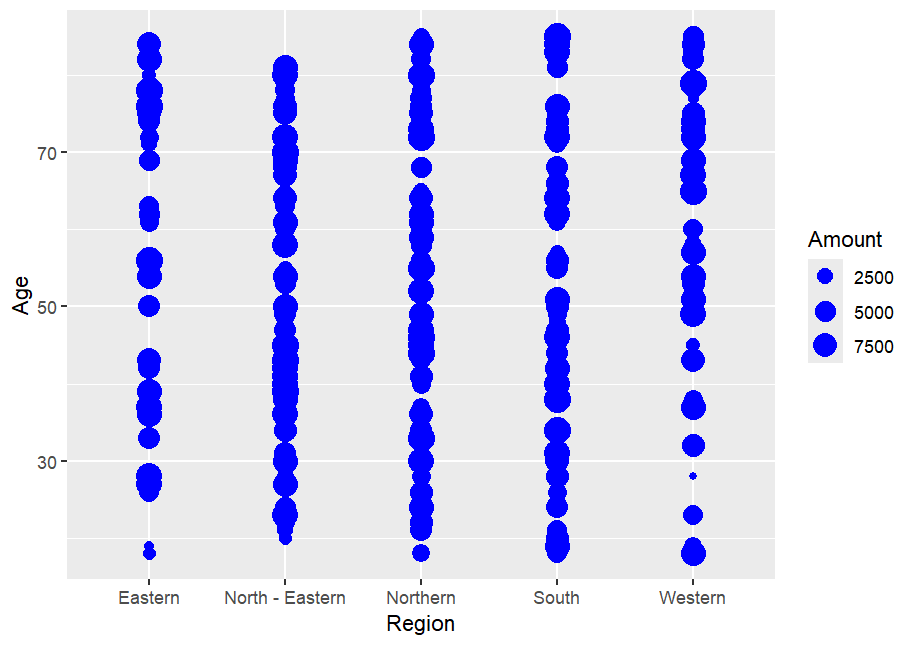 70
50
30
Age
Eastern
North - Eastern
Northern
South
Western
Region
Amount
2500
5000
7500